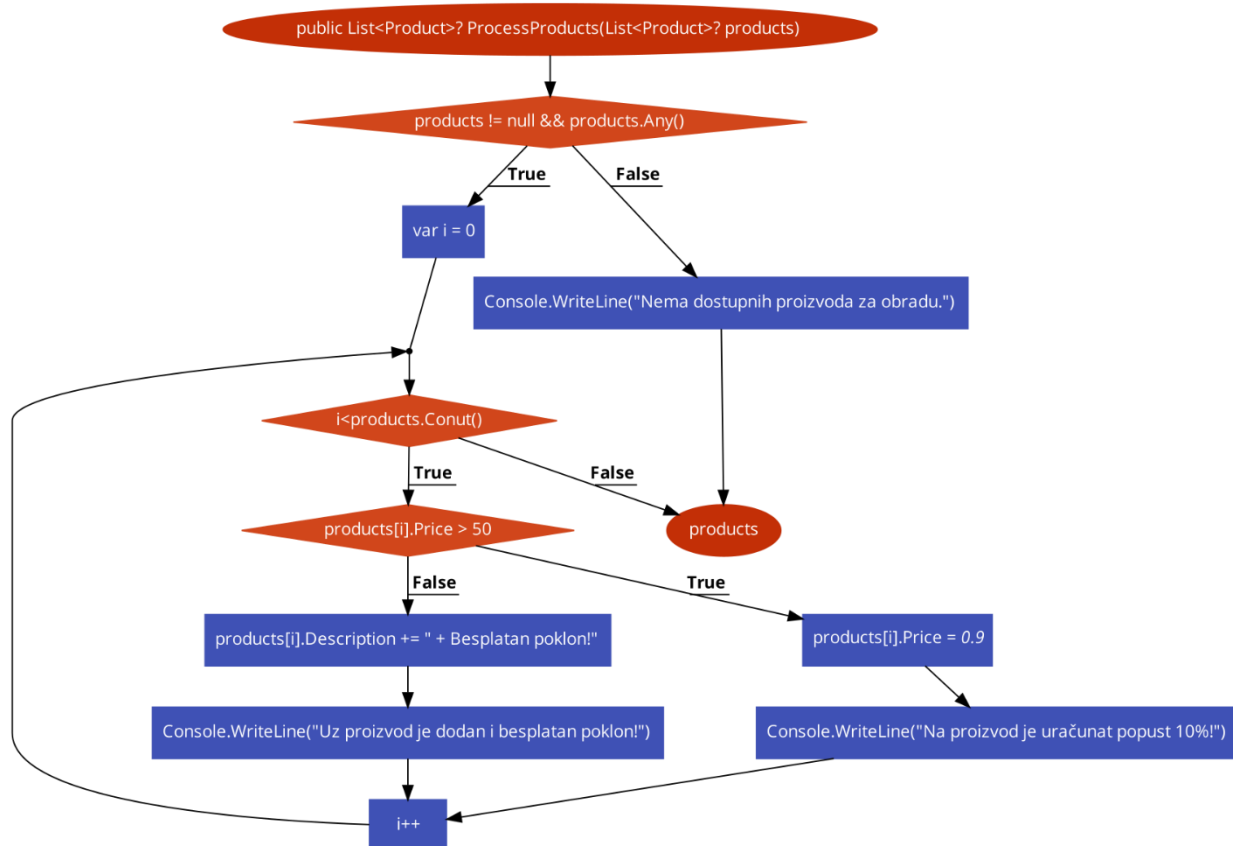 public List<Product>? ProcessProducts(List<Product>? products)
products != null && products.Any()
True
False
var i = 0
Console.WriteLine("Nema dostupnih proizvoda za obradu.")
i<products.Conut()
True
False
products[i].Price > 50
products
False
True
products[i].Description += " + Besplatan poklon!"
products[i].Price = 0.9
Console.WriteLine("Uz proizvod je dodan i besplatan poklon!")
Console.WriteLine("Na proizvod je uračunat popust 10%!")
i++